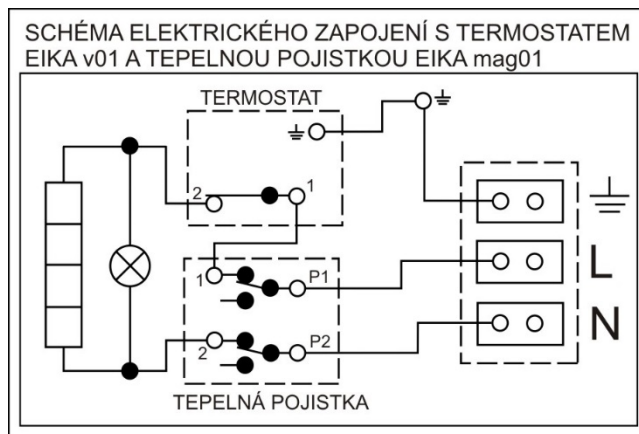 SCHÉMA ELEKTRICKÉHO ZAPOJENÍ S TERMOSTATEM
EIKA v01 A TEPELNOU POJISTKOU EIKA mag01
TERMOSTAT
2
1
1
P1
L
2
P2
N
TEPELNÁ POJISTKA